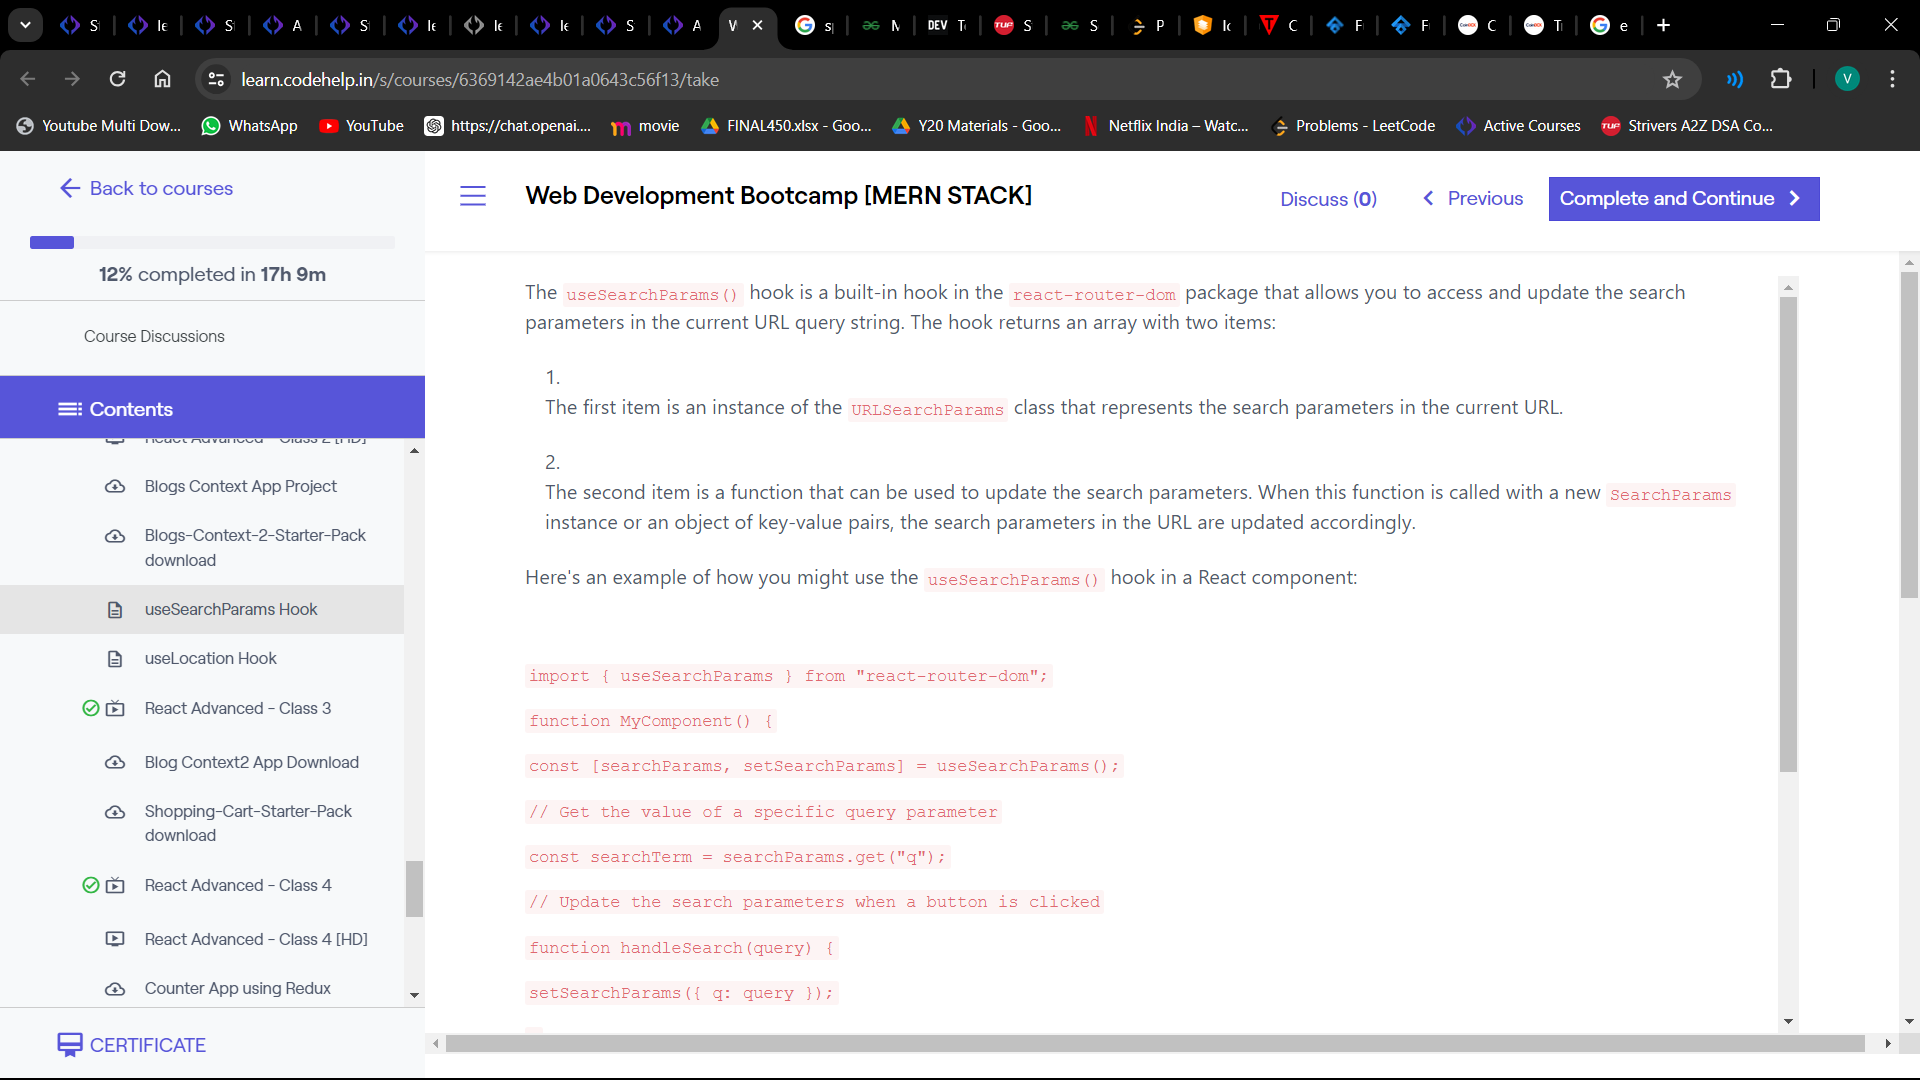 learn.codehelp.in/s/courses/6369142ae4b01a0643c56f13/take
V
Youtube Multi Dow...
WhatsApp
YouTube
https://chat.openai....
movie
FINAL450.xlsx - Goo...
Y20 Materials - Goo...
Netflix India – Watc...
Problems - LeetCode
Active Courses
Strivers A2Z DSA Co...
Back to courses
12% completed in 17h 9m
Course Discussions
Contents
Blogs Context App Project
Blogs-Context-2-Starter-Pack
download
useSearchParams Hook
useLocation Hook
React Advanced - Class 3
Blog Context2 App Download
Shopping-Cart-Starter-Pack
download
React Advanced - Class 4
React Advanced - Class 4 [HD]
Counter App using Redux
CERTIFICATE
Web Development Bootcamp [MERN STACK]
Discuss (0)
Previous
Complete and Continue
The useSearchParams() hook is a built-in hook in the react-router-dom package that allows you to access and update the search
parameters in the current URL query string. The hook returns an array with two items:
1.
The first item is an instance of the URLSearchParams class that represents the search parameters in the current URL.
2.
The second item is a function that can be used to update the search parameters. When this function is called with a new SearchParams
instance or an object of key-value pairs, the search parameters in the URL are updated accordingly.
Here's an example of how you might use the useSearchParams() hook in a React component:
import { useSearchParams } from "react-router-dom";
function MyComponent() {
const [searchParams, setSearchParams] = useSearchParams();
// Get the value of a specific query parameter
const searchTerm = searchParams.get("q");
// Update the search parameters when a button is clicked
function handleSearch(query) {
setSearchParams({ q: query });